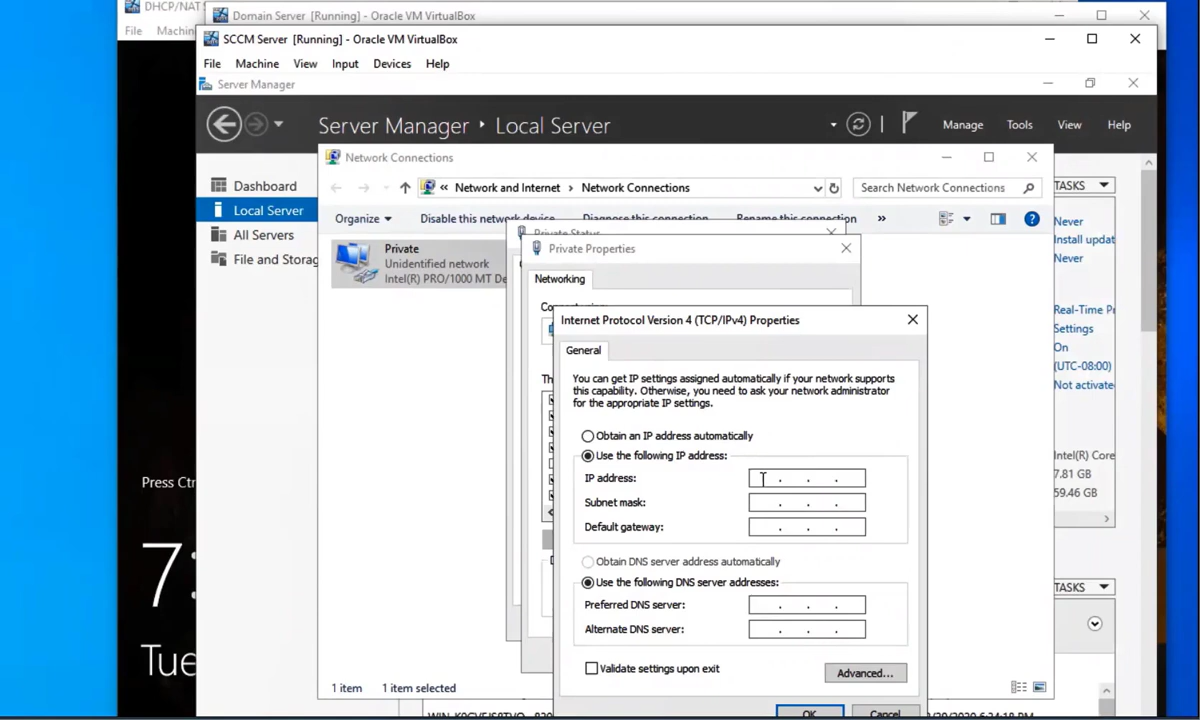 DHCP/NAT S
Domain Server [Running] - Oracle VM VirtualBox
File Machin
SCCM Server [Running] - Oracle VM VirtualBox
File Machine View Input Devices Help
Server Manager
Server Manager ‣ Local Server
Manage Tools View Help
Dashboard
Local Server
All Servers
File and Storag
Network Connections
« Network and Internet › Network Connections
Search Network Connections
Organize Disable this network device Diagnose this connection Rename this connection »
Private
Unidentified network
Intel(R) PRO/1000 MT De
Private Status
Private Properties
Networking
Internet Protocol Version 4 (TCP/IPv4) Properties
General
You can get IP settings assigned automatically if your network supports
this capability. Otherwise, you need to ask your network administrator
for the appropriate IP settings.
Obtain an IP address automatically
Use the following IP address:
IP address: . . .
Subnet mask: . . .
Default gateway: . . .
Obtain DNS server address automatically
Use the following DNS server addresses:
Preferred DNS server: . . .
Alternate DNS server: . . .
Validate settings upon exit
Advanced...
OK Cancel
1 item 1 item selected
TASKS
Never
Install updat
Never
Real-Time Pr
Settings
On
(UTC-08:00)
Not activate
Intel(R) Core
7.81 GB
59.46 GB
TASKS
Press Ctr
7:
Tue